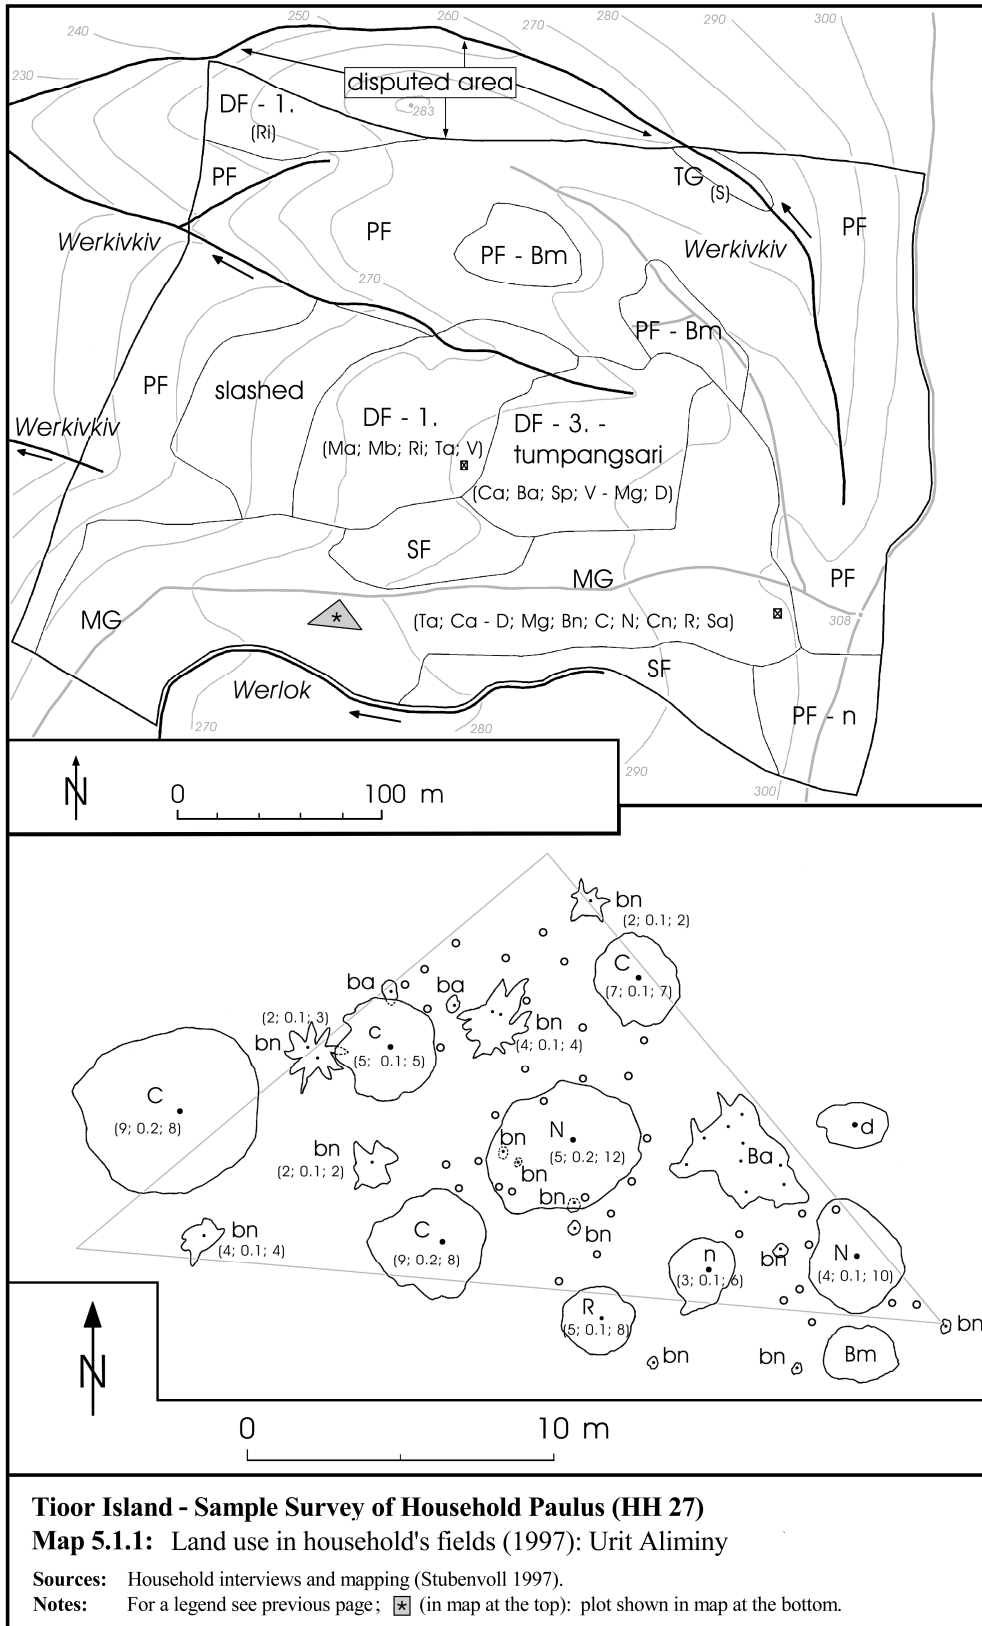 250
260
270
280
290
300
240
230
disputed area
283
DF - 1.
(Ri)
PF
TG (S)
PF
PF
Werkivkiv
PF - Bm
Werkivkiv
270
PF - Bm
PF
slashed
Werkivkiv
DF - 1.
(Ma; Mb; Ri; Ta; V)
DF - 3. -
tumpangsari
(Ca; Ba; Sp; V - Mg; D)
SF
MG
PF
MG
*
(Ta; Ca - D; Mg; Bn; C; N; Cn; R; Sa)
308
SF
Werlok
PF - n
270
280
290
300
N
0 100 m
bn
(2; 0.1; 2)
C
(7; 0.1; 7)
ba
ba
(2; 0.1; 3)
bn
c
(5; 0.1; 5)
bn
(4; 0.1; 4)
C
(9; 0.2; 8)
N
(5; 0.2; 12)
bn
bn
bn
d
bn
(2; 0.1; 2)
Ba
bn
(4; 0.1; 4)
C
(9; 0.2; 8)
bn
n
(3; 0.1; 6)
bn
N
(4; 0.1; 10)
R
(5; 0.1; 8)
bn
bn
bn
Bm
N
0 10 m
Tioor Island - Sample Survey of Household Paulus (HH 27)
Map 5.1.1: Land use in household's fields (1997): Urit Aliminy
Sources: Household interviews and mapping (Stubenvoll 1997).
Notes: For a legend see previous page; * (in map at the top): plot shown in map at the bottom.